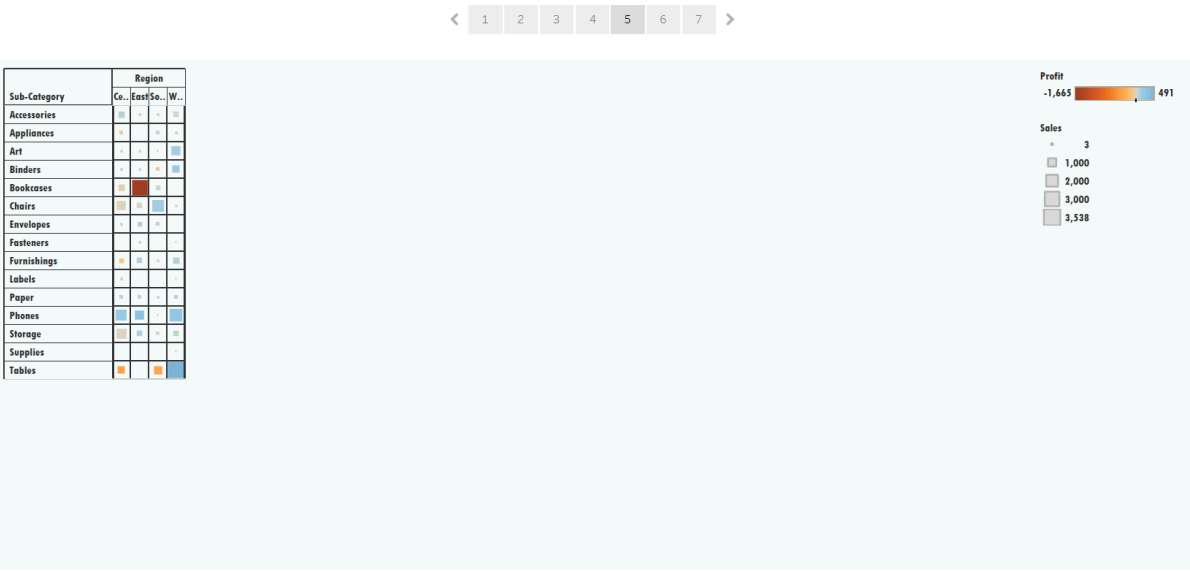 1 2 3 4 5 6 7
Region
Sub-Category Ce.. East So.. W..
Accessories
Appliances
Art
Binders
Bookcases
Chairs
Envelopes
Fasteners
Furnishings
Labels
Paper
Phones
Storage
Supplies
Tables
Profit
-1,665 491
Sales
3
1,000
2,000
3,000
3,538